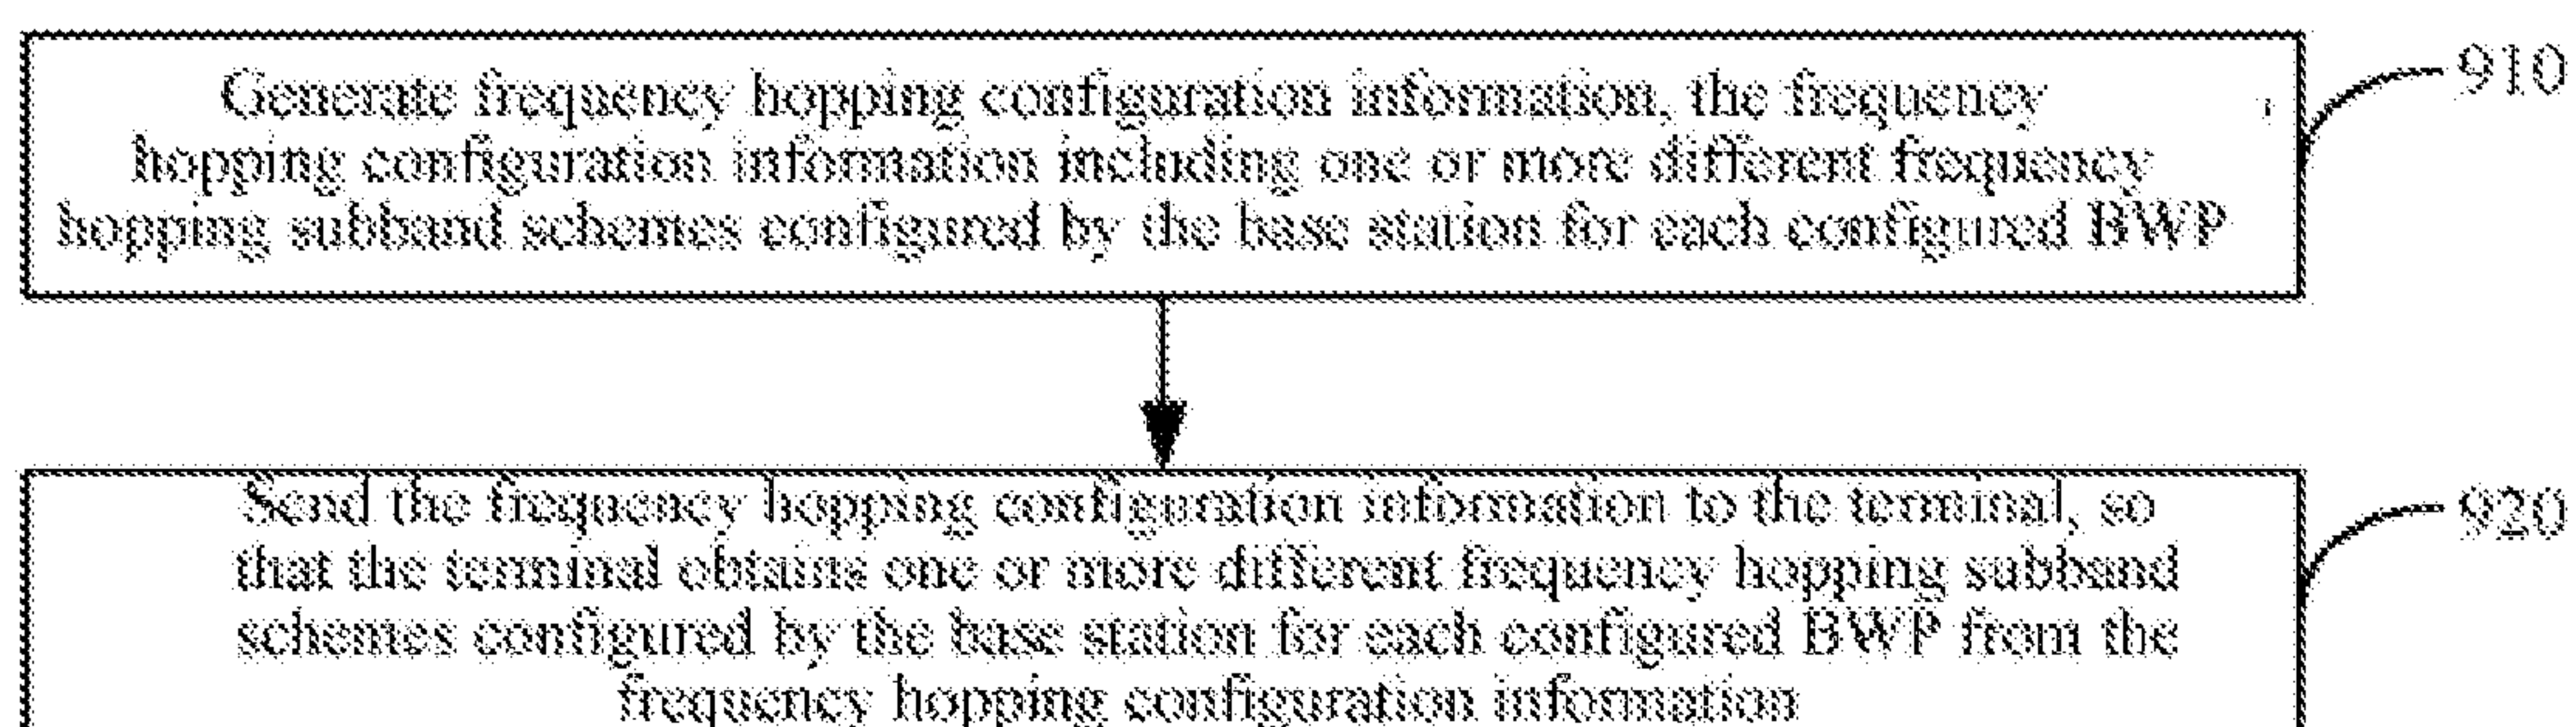 Generate frequency hopping configuration information, the frequency
hopping configuration information including one or more different frequency
hopping subband schemes configured by the base station for each configured BWP
910
Send the frequency hopping configuration information to the terminal, so
that the terminal obtains one or more different frequency hopping subband
schemes configured by the base station for each configured BWP from the
frequency hopping configuration information
920